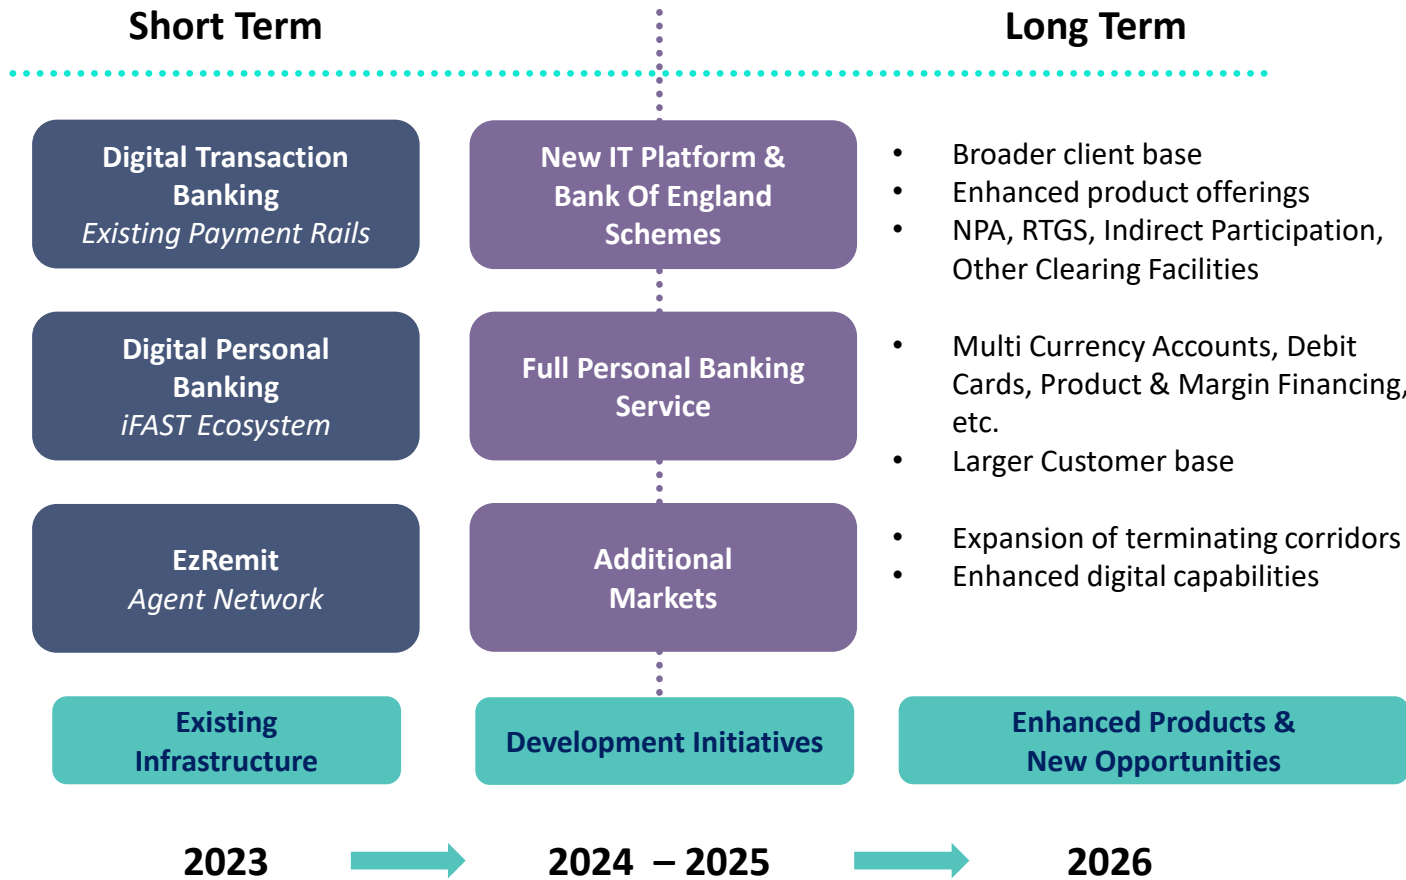 Short Term
Long Term
Digital Transaction
Banking
Existing Payment Rails
New IT Platform &
Bank Of England
Schemes
• Broader client base
• Enhanced product offerings
• NPA, RTGS, Indirect Participation,
Other Clearing Facilities
Digital Personal
Banking
iFAST Ecosystem
Full Personal Banking
Service
• Multi Currency Accounts, Debit
Cards, Product & Margin Financing,
etc.
• Larger Customer base
EzRemit
Agent Network
Additional
Markets
• Expansion of terminating corridors
• Enhanced digital capabilities
Existing
Infrastructure
Development Initiatives
Enhanced Products &
New Opportunities
2023
2024 – 2025
2026